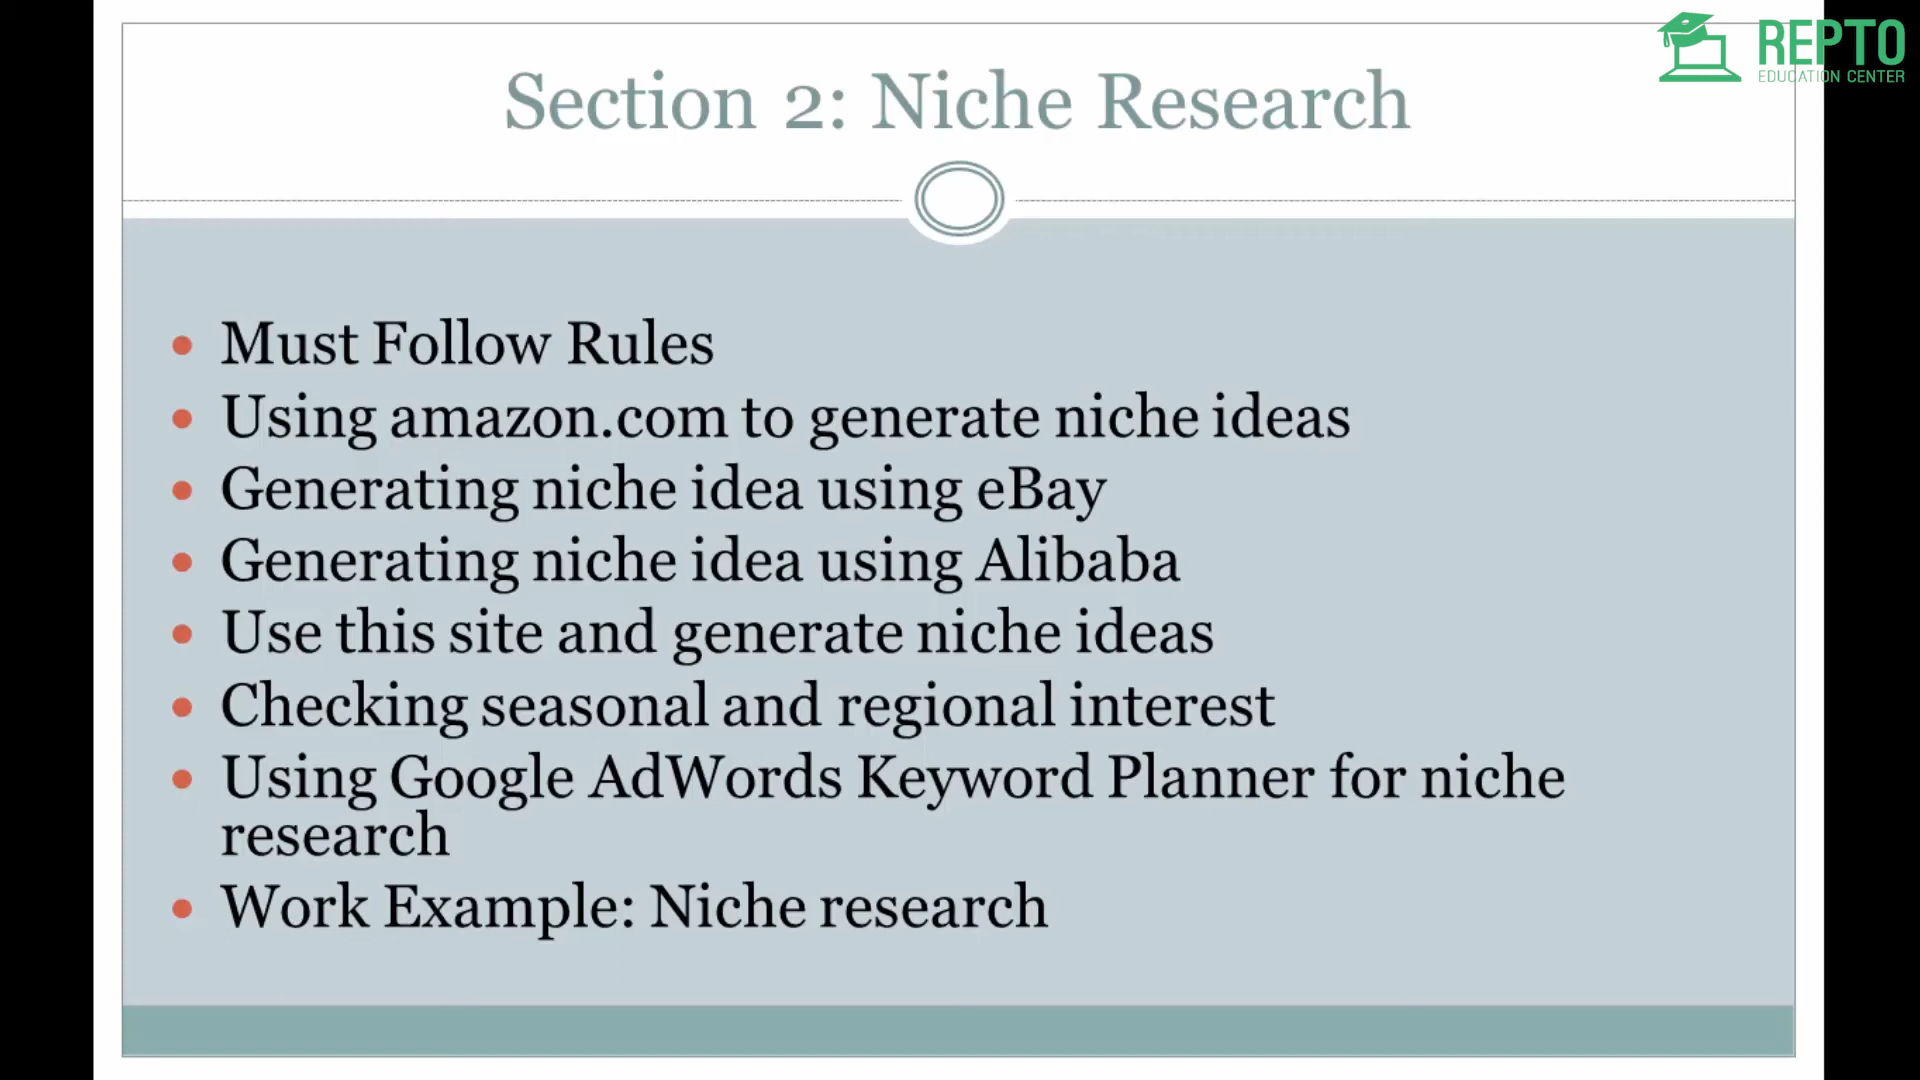 REPTO
EDUCATION CENTER
Section 2: Niche Research
• Must Follow Rules
• Using amazon.com to generate niche ideas
• Generating niche idea using eBay
• Generating niche idea using Alibaba
• Use this site and generate niche ideas
• Checking seasonal and regional interest
• Using Google AdWords Keyword Planner for niche
research
• Work Example: Niche research